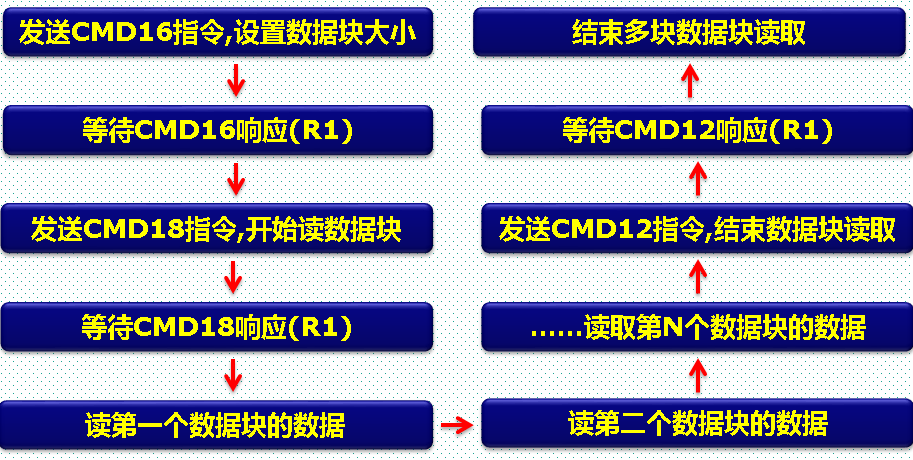 发送CMD16指令,设置数据块大小
等待CMD16响应(R1)
发送CMD18指令,开始读数据块
等待CMD18响应(R1)
读第一个数据块的数据
读第二个数据块的数据
......读取第N个数据块的数据
发送CMD12指令,结束数据块读取
等待CMD12响应(R1)
结束多块数据块读取